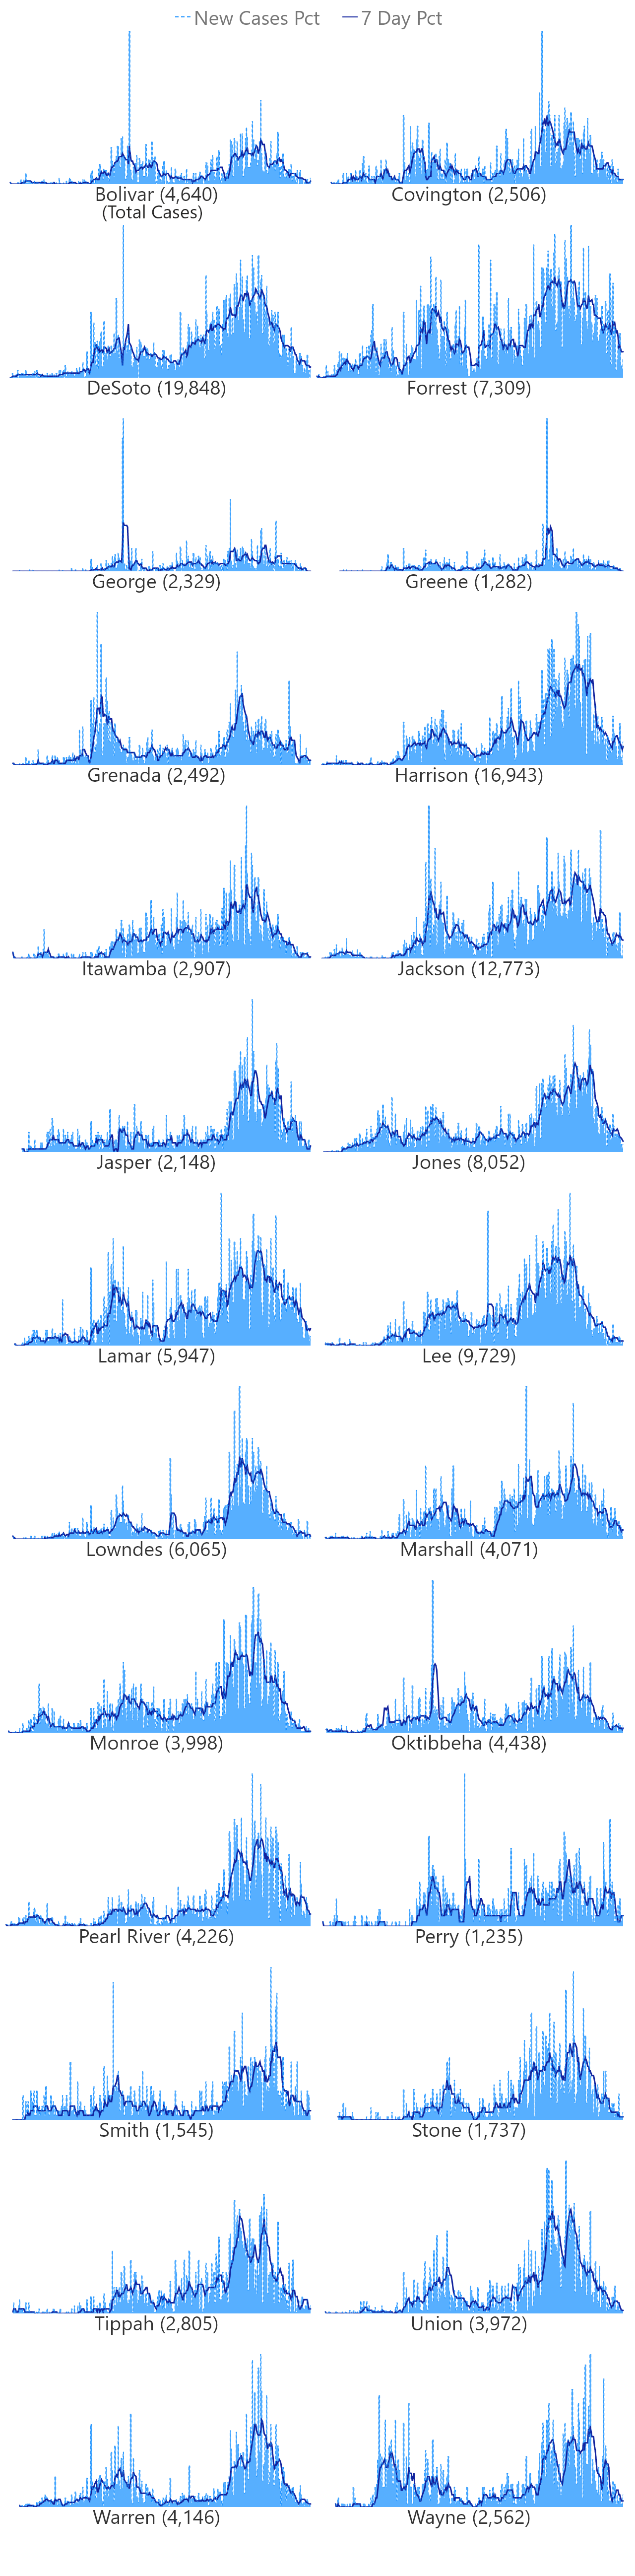 New Cases Pct 7 Day Pct
Bolivar (4,640) Covington (2,506)
(Total Cases)
DeSoto (19,848) Forrest (7,309)
George (2,329) Greene (1,282)
Grenada (2,492) Harrison (16,943)
Itawamba (2,907) Jackson (12,773)
Jasper (2,148) Jones (8,052)
Lamar (5,947) Lee (9,729)
Lowndes (6,065) Marshall (4,071)
Monroe (3,998) Oktibbeha (4,438)
Pearl River (4,226) Perry (1,235)
Smith (1,545) Stone (1,737)
Tippah (2,805) Union (3,972)
Warren (4,146) Wayne (2,562)